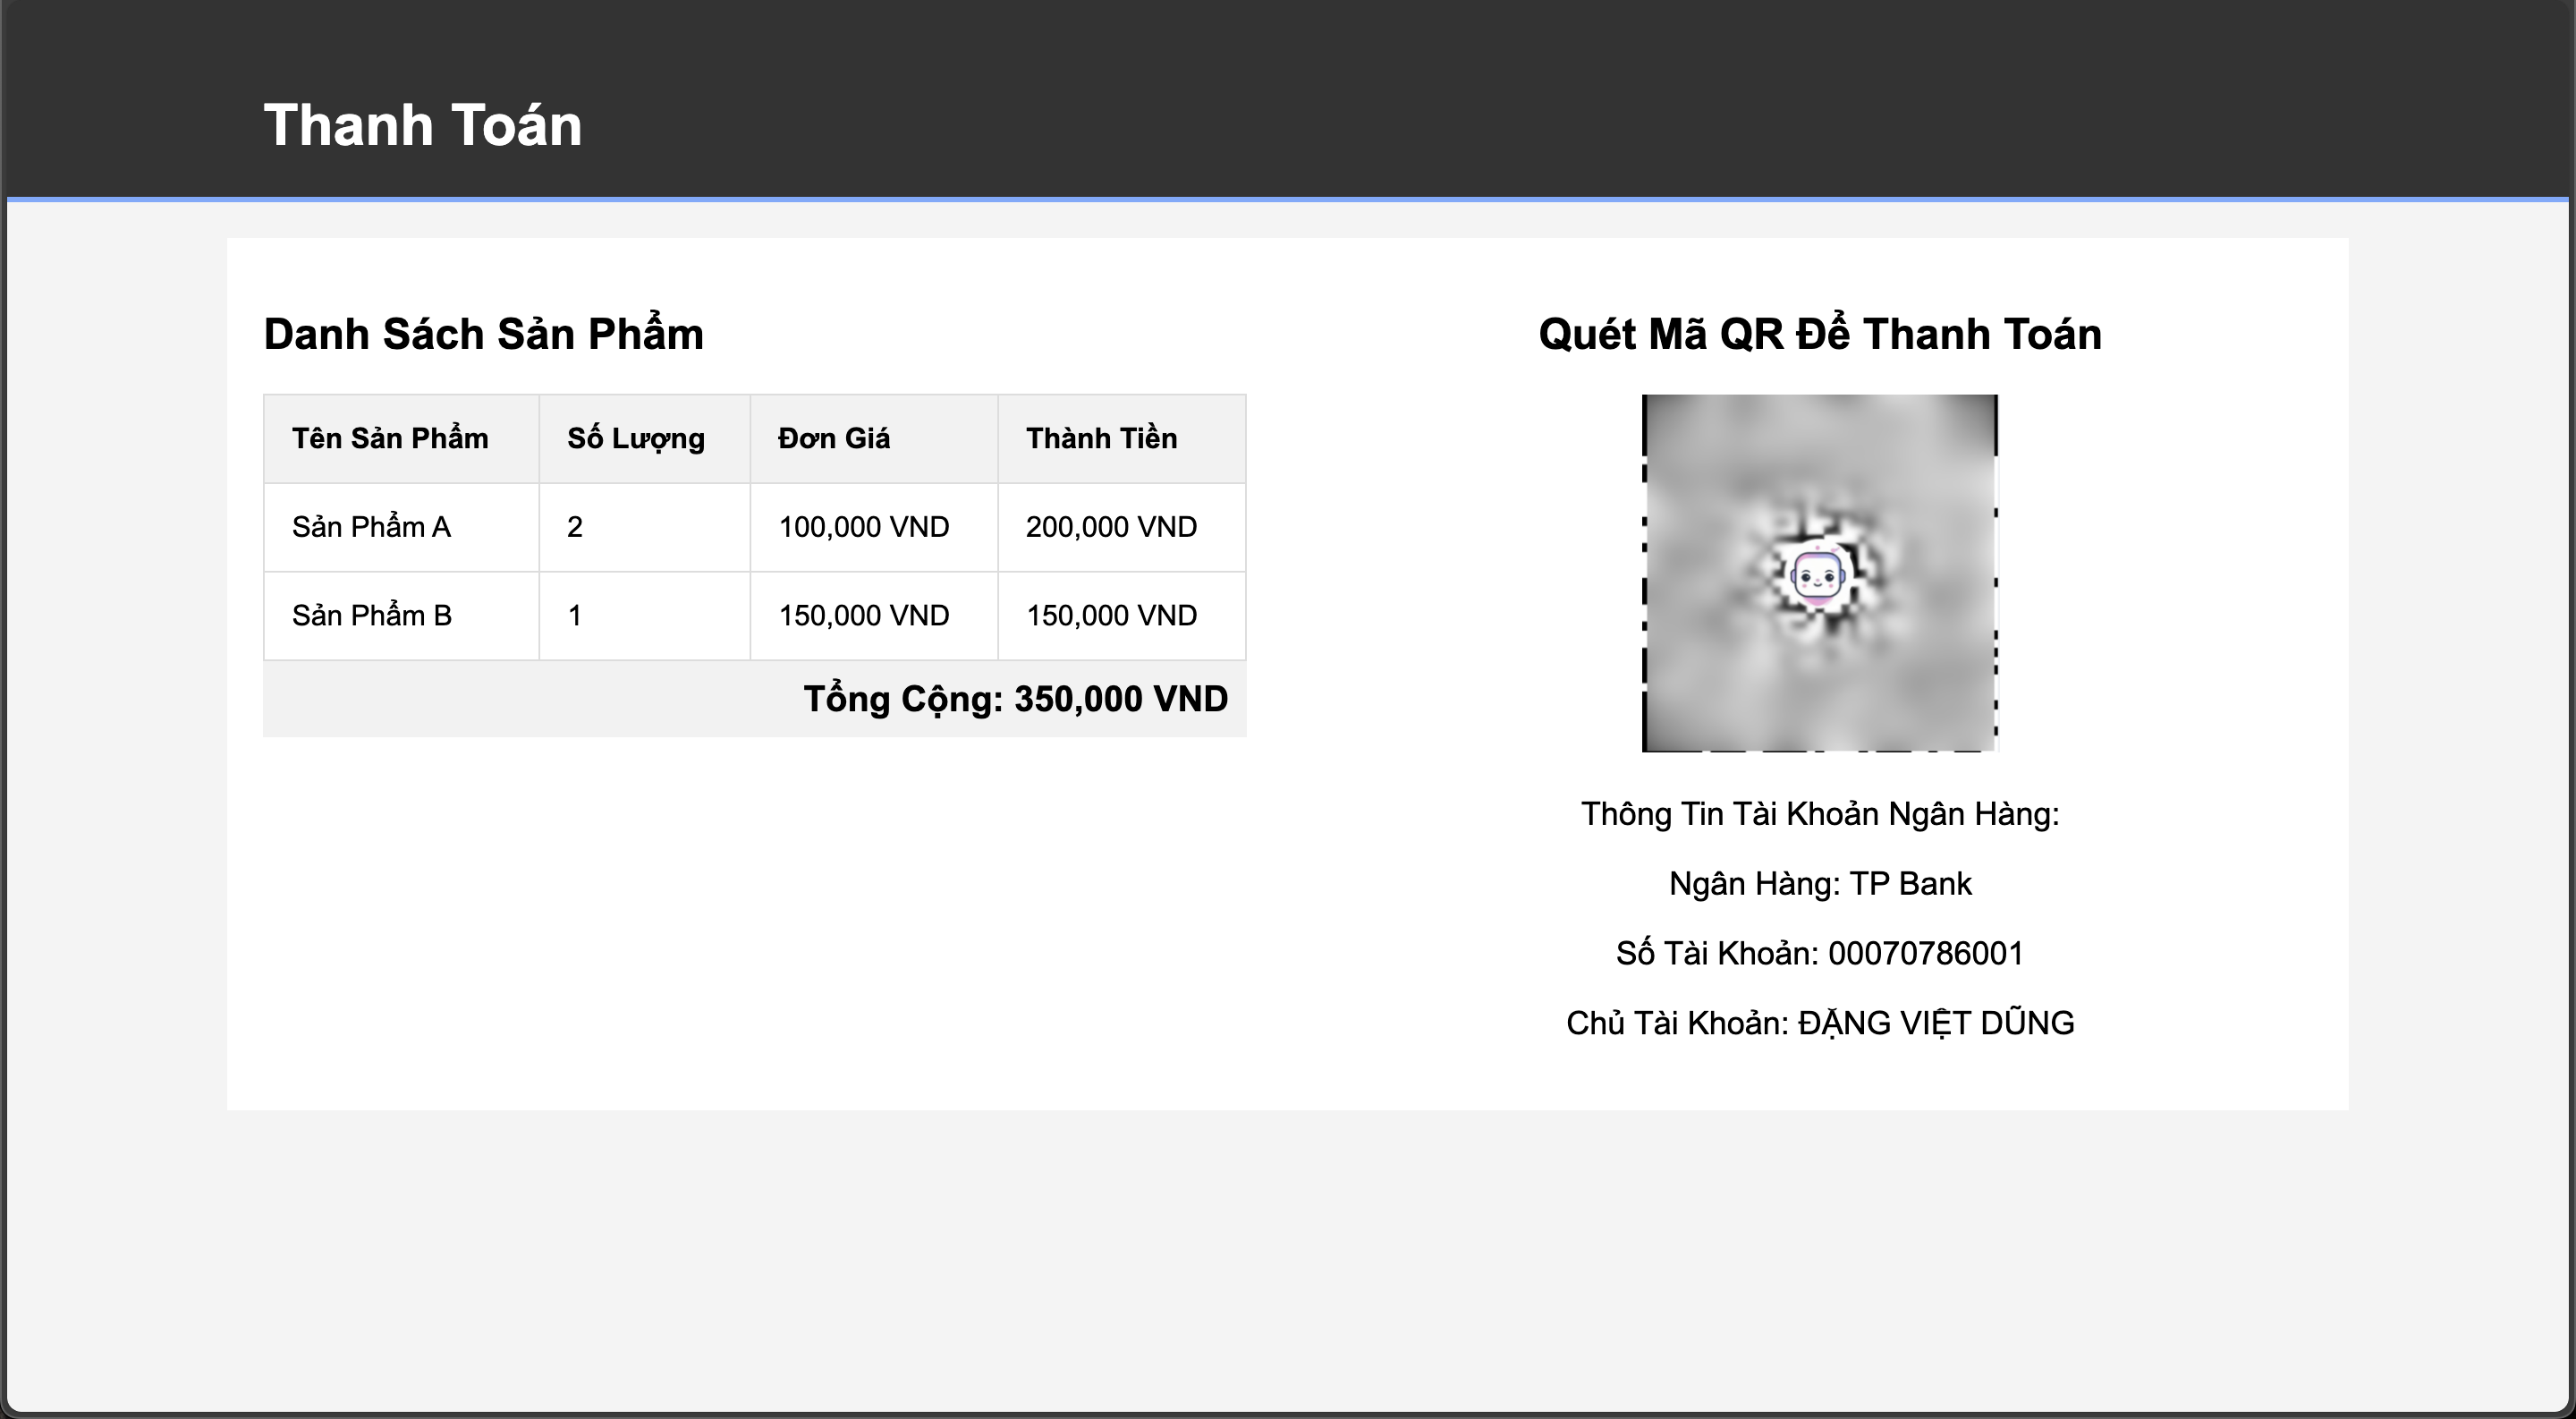 Thanh Toán
Danh Sách Sản Phẩm
Tên Sản Phẩm Số Lượng Đơn Giá Thành Tiền
Sản Phẩm A 2 100,000 VND 200,000 VND
Sản Phẩm B 1 150,000 VND 150,000 VND
Tổng Cộng: 350,000 VND
Quét Mã QR Để Thanh Toán
Thông Tin Tài Khoản Ngân Hàng:
Ngân Hàng: TP Bank
Số Tài Khoản: 00070786001
Chủ Tài Khoản: ĐẶNG VIỆT DŨNG